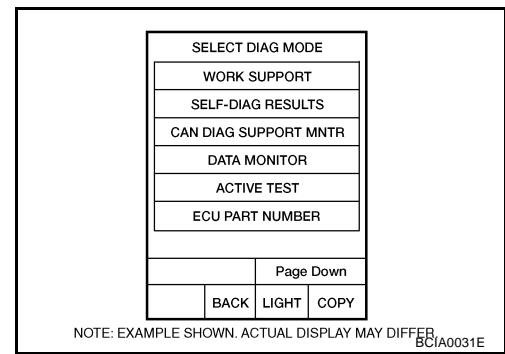 SELECT DIAG MODE
WORK SUPPORT
SELF-DIAG RESULTS
CAN DIAG SUPPORT MNTR
DATA MONITOR
ACTIVE TEST
ECU PART NUMBER
Page Down
BACK LIGHT COPY
NOTE: EXAMPLE SHOWN. ACTUAL DISPLAY MAY DIFFER.
BCIA0031E